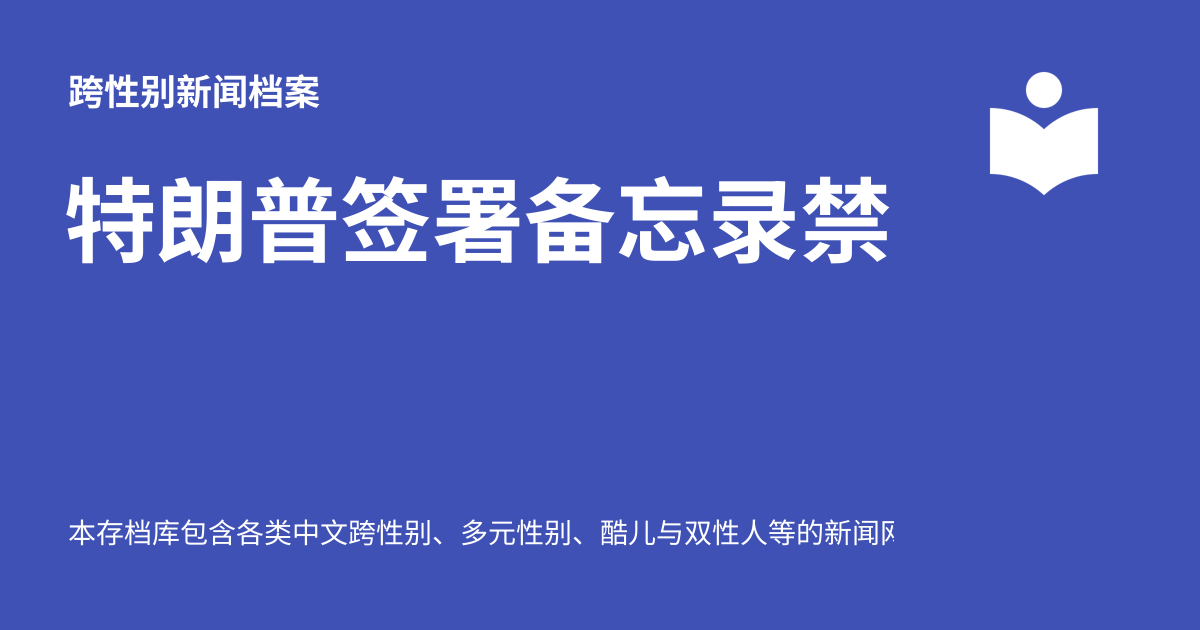 跨性别新闻档案
特朗普签署备忘录禁
本存档库包含各类中文跨性别、多元性别、酷儿与双性人等的新闻